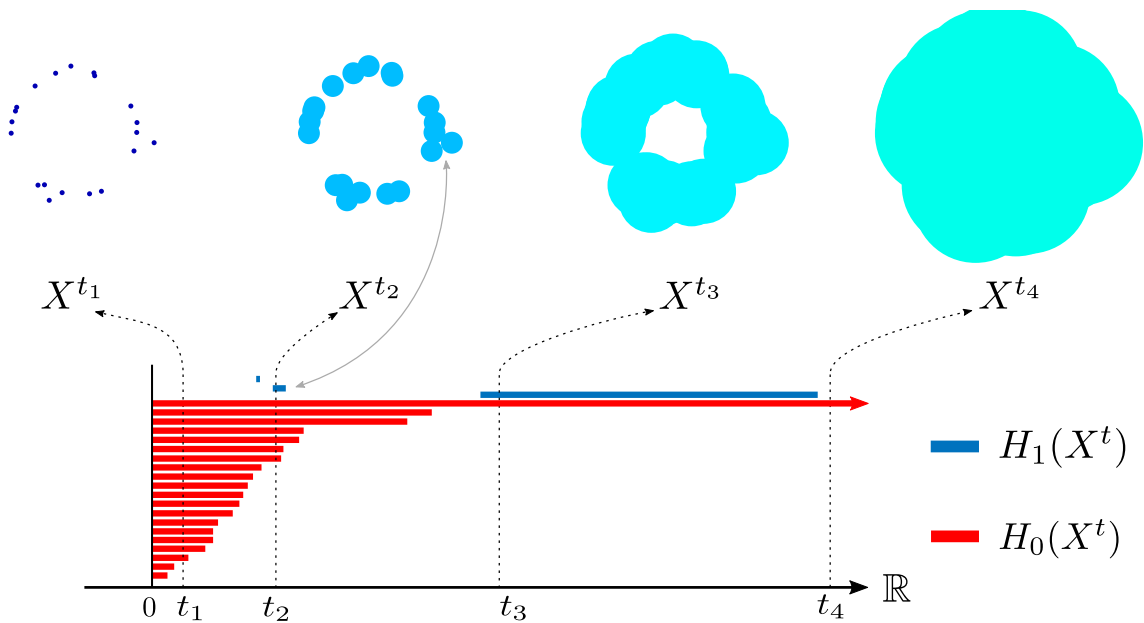 X^{t_1}
X^{t_2}
X^{t_3}
X^{t_4}
H_1(X^t)
H_0(X^t)
0 t_1 t_2 t_3 t_4 ℝ